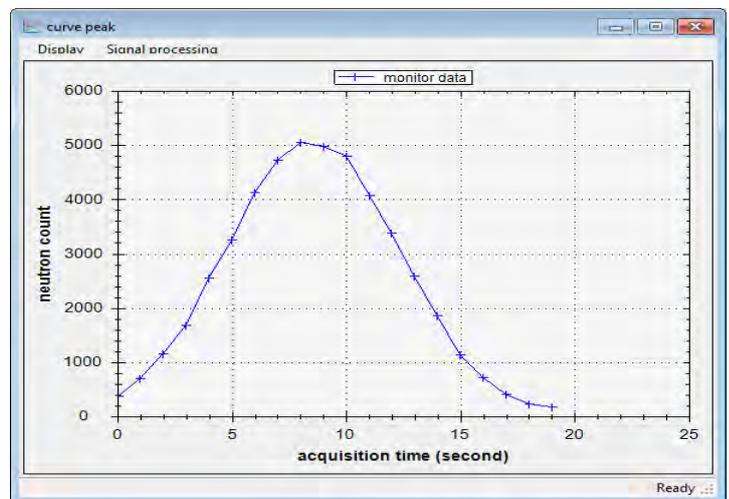 curve peak
Display Signal processing
monitor data
6000
5000
4000
3000
2000
1000
0
neutron count
0 5 10 15 20 25
acquisition time (second)
Ready